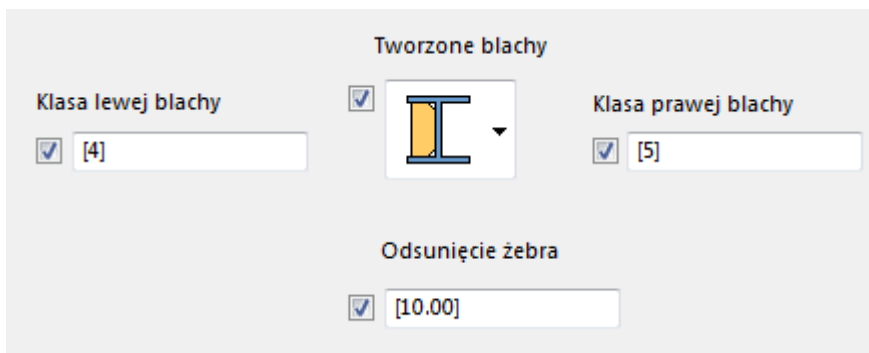 Tworzone blachy
Klasa lewej blachy
Klasa prawej blachy
[4]
[5]
Odsunięcie żebra
[10.00]